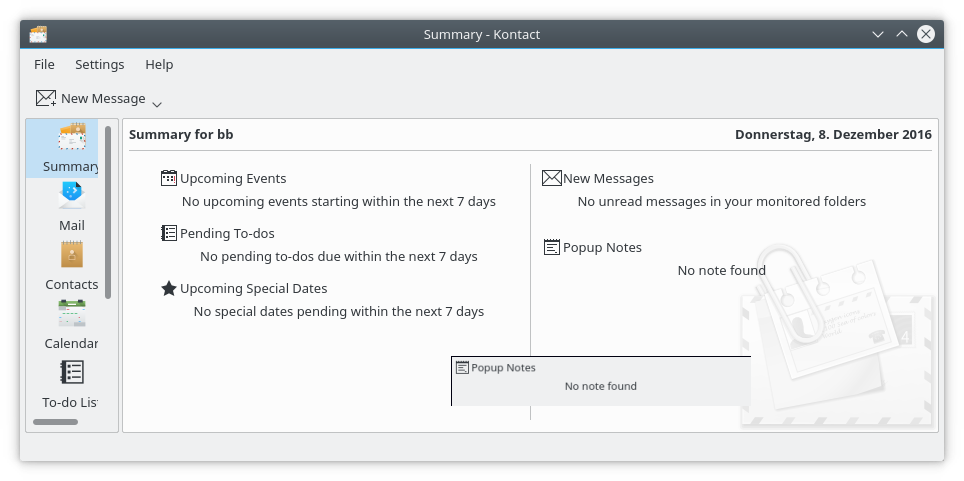 Summary - Kontact
File Settings Help
New Message
Summary for bb
Donnerstag, 8. Dezember 2016
Summary
Mail
Contacts
Calendar
To-do Lis
Upcoming Events
No upcoming events starting within the next 7 days
Pending To-dos
No pending to-dos due within the next 7 days
Upcoming Special Dates
No special dates pending within the next 7 days
New Messages
No unread messages in your monitored folders
Popup Notes
No note found
Popup Notes
No note found